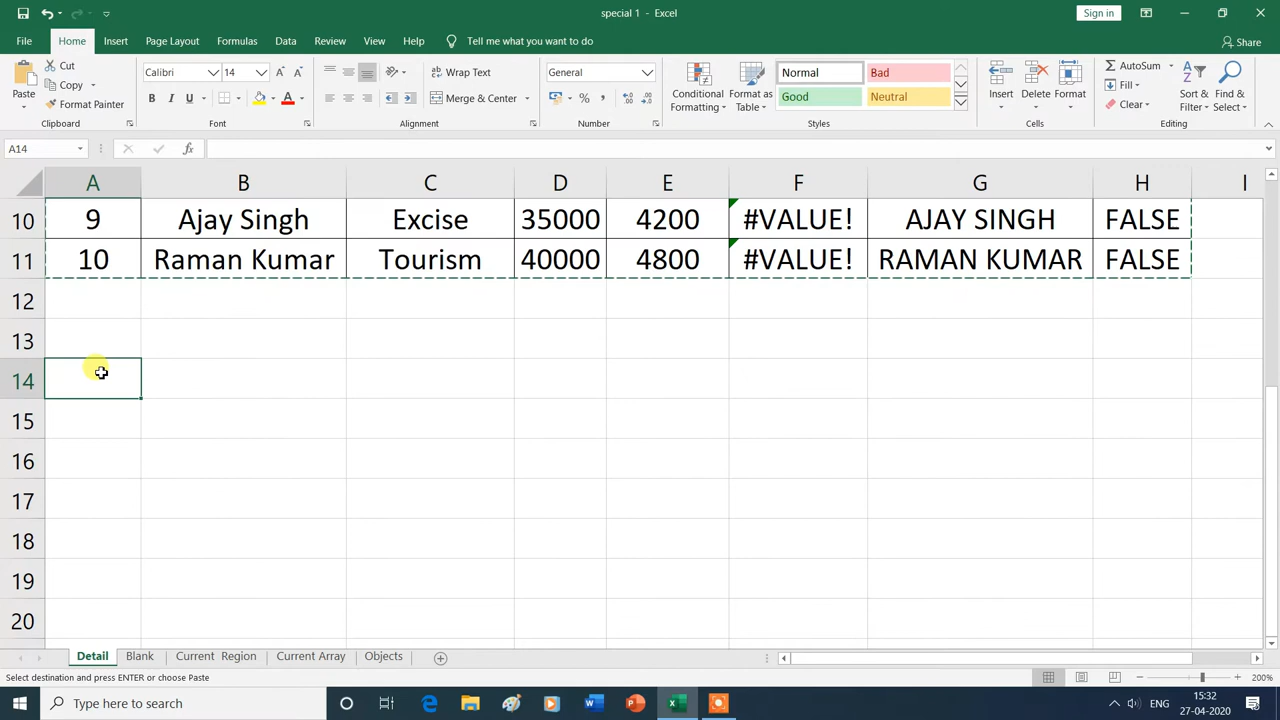 special 1 - Excel
Sign in
File Home Insert Page Layout Formulas Data Review View Help Tell me what you want to do Share
Paste Cut Copy Format Painter Clipboard
Calibri 14 B I U A A A Font
Wrap Text Merge & Center Alignment
General % , Number
Conditional Formatting Format as Table Normal Bad Good Neutral Styles
Insert Delete Format Cells
AutoSum Fill Clear Sort & Filter Find & Select Editing
A14 fx
A B C D E F G H I
10 9 Ajay Singh Excise 35000 4200 #VALUE! AJAY SINGH FALSE
11 10 Raman Kumar Tourism 40000 4800 #VALUE! RAMAN KUMAR FALSE
12
13
14
15
16
17
18
19
20
Detail Blank Current Region Current Array Objects
Select destination and press ENTER or choose Paste 200%
Type here to search ENG 15:32
27-04-2020